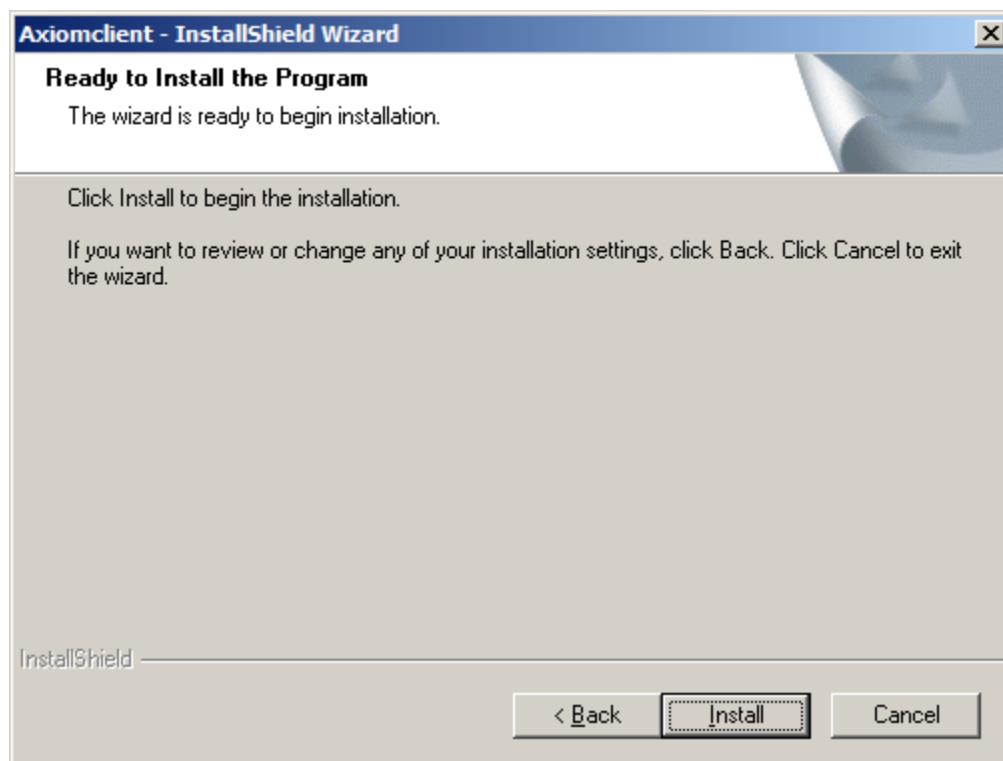 Axiomclient - InstallShield Wizard
Ready to Install the Program
The wizard is ready to begin installation.
Click Install to begin the installation.
If you want to review or change any of your installation settings, click Back. Click Cancel to exit
the wizard.
InstallShield
< Back
Install
Cancel